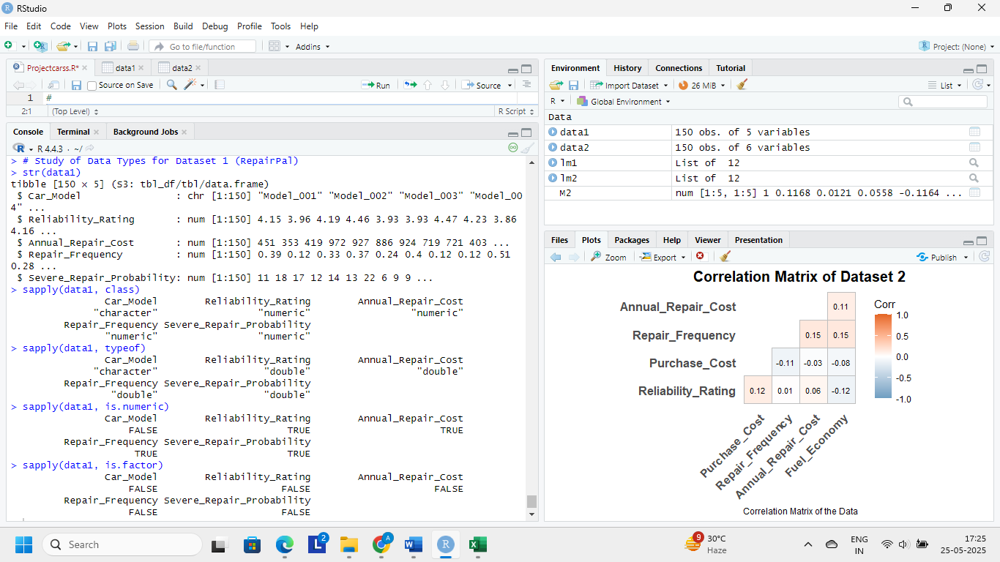 RStudio
File Edit Code View Plots Session Build Debug Profile Tools Help
Go to file/function Addins Project: (None)
Projectcarss.R* data1 data2
Source on Save Run Source
1 #
2:1 (Top Level) R Script
Console Terminal Background Jobs
R 4.4.3 · ~/
> # Study of Data Types for Dataset 1 (RepairPal)
> str(data1)
tibble [150 × 5] (S3: tbl_df/tbl/data.frame)
$ Car_Model : chr [1:150] "Model_001" "Model_002" "Model_003" "Model_00
4" ...
$ Reliability_Rating : num [1:150] 4.15 3.96 4.19 4.46 3.93 3.93 4.47 4.23 3.86
4.16 ...
$ Annual_Repair_Cost : num [1:150] 451 353 419 972 927 886 924 719 721 403 ...
$ Repair_Frequency : num [1:150] 0.39 0.12 0.33 0.37 0.24 0.4 0.12 0.12 0.51
0.28 ...
$ Severe_Repair_Probability: num [1:150] 11 18 17 12 14 13 22 6 9 9 ...
> sapply(data1, class)
Car_Model Reliability_Rating Annual_Repair_Cost
"character" "numeric" "numeric"
Repair_Frequency Severe_Repair_Probability
"numeric" "numeric"
> sapply(data1, typeof)
Car_Model Reliability_Rating Annual_Repair_Cost
"character" "double" "double"
Repair_Frequency Severe_Repair_Probability
"double" "double"
> sapply(data1, is.numeric)
Car_Model Reliability_Rating Annual_Repair_Cost
FALSE TRUE TRUE
Repair_Frequency Severe_Repair_Probability
TRUE TRUE
> sapply(data1, is.factor)
Car_Model Reliability_Rating Annual_Repair_Cost
FALSE FALSE FALSE
Repair_Frequency Severe_Repair_Probability
FALSE FALSE
Environment History Connections Tutorial
Import Dataset 26 MiB List
R Global Environment
Data
data1 150 obs. of 5 variables
data2 150 obs. of 6 variables
lm1 List of 12
lm2 List of 12
M2 num [1:5, 1:5] 1 0.1168 0.0121 0.0558 -0.1164 ...
Files Plots Packages Help Viewer Presentation
Zoom Export Publish
Correlation Matrix of Dataset 2
Annual_Repair_Cost 0.11
Repair_Frequency 0.15 0.15
Purchase_Cost -0.11 -0.03 -0.08
Reliability_Rating 0.12 0.01 0.06 -0.12
Purchase_Cost
Repair_Frequency
Annual_Repair_Cost
Fuel_Economy
Corr
1.0
0.5
0.0
-0.5
-1.0
Correlation Matrix of the Data
Search
2
A
9
30°C
Haze
ENG
IN
17:25
25-05-2025